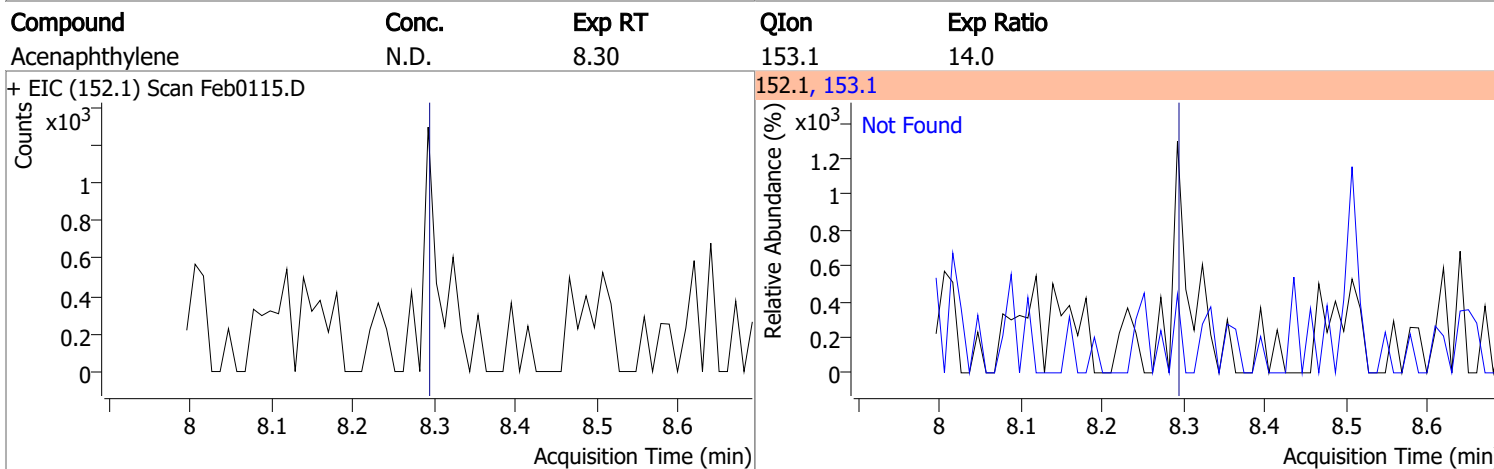 Compound Conc. Exp RT QIon Exp Ratio
Acenaphthylene N.D. 8.30 153.1 14.0
+ EIC (152.1) Scan Feb0115.D
Counts
x10³
1
0.8
0.6
0.4
0.2
0
8 8.1 8.2 8.3 8.4 8.5 8.6
Acquisition Time (min)
152.1, 153.1
Relative Abundance (%)
x10³
Not Found
1.2
1
0.8
0.6
0.4
0.2
0
8 8.1 8.2 8.3 8.4 8.5 8.6
Acquisition Time (min